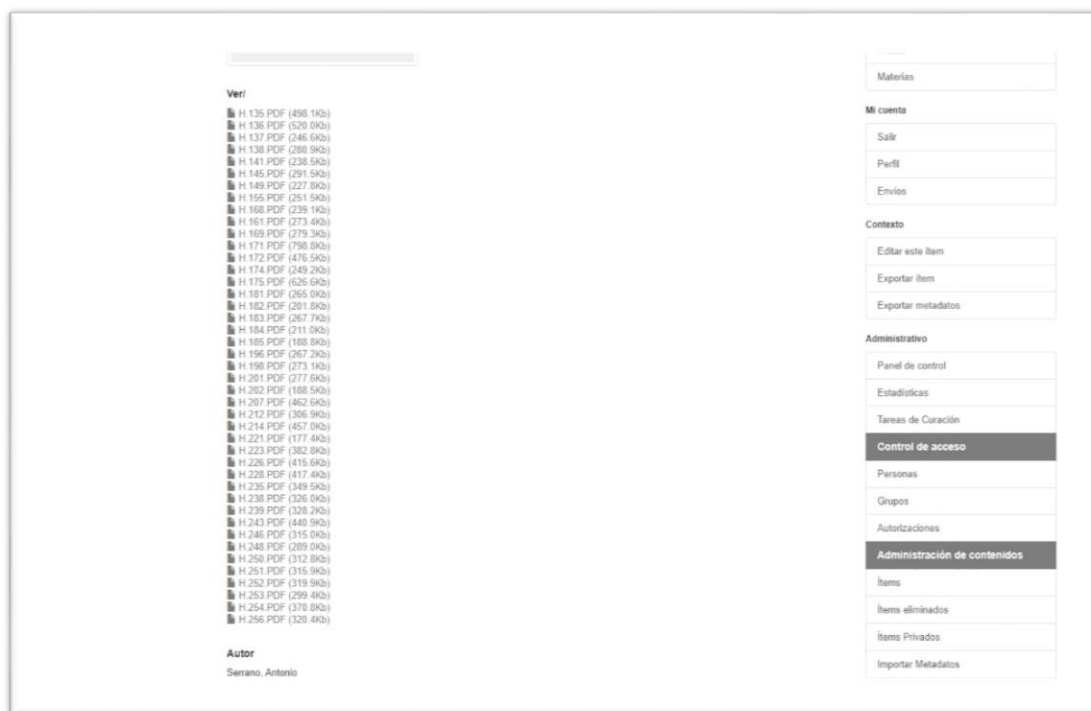 Ver/
H.135.PDF (498.1Kb)
H.136.PDF (520.0Kb)
H.137.PDF (246.6Kb)
H.138.PDF (280.9Kb)
H.141.PDF (238.5Kb)
H.145.PDF (291.5Kb)
H.149.PDF (227.8Kb)
H.155.PDF (251.5Kb)
H.168.PDF (239.1Kb)
H.161.PDF (273.4Kb)
H.169.PDF (279.3Kb)
H.171.PDF (798.8Kb)
H.172.PDF (476.5Kb)
H.174.PDF (249.2Kb)
H.175.PDF (626.6Kb)
H.181.PDF (265.0Kb)
H.182.PDF (201.8Kb)
H.183.PDF (267.7Kb)
H.184.PDF (211.0Kb)
H.185.PDF (188.8Kb)
H.196.PDF (267.2Kb)
H.198.PDF (273.1Kb)
H.201.PDF (277.6Kb)
H.202.PDF (188.5Kb)
H.207.PDF (462.6Kb)
H.212.PDF (306.9Kb)
H.214.PDF (457.0Kb)
H.221.PDF (177.4Kb)
H.223.PDF (382.8Kb)
H.226.PDF (415.6Kb)
H.228.PDF (417.4Kb)
H.235.PDF (349.5Kb)
H.238.PDF (326.0Kb)
H.239.PDF (328.2Kb)
H.243.PDF (440.9Kb)
H.246.PDF (315.0Kb)
H.248.PDF (289.0Kb)
H.250.PDF (312.8Kb)
H.251.PDF (315.9Kb)
H.252.PDF (319.9Kb)
H.253.PDF (299.4Kb)
H.254.PDF (370.8Kb)
H.256.PDF (320.4Kb)
Autor
Serrano, Antonio
Materias
Mi cuenta
Salir
Perfil
Envíos
Contexto
Editar este ítem
Exportar ítem
Exportar metadatos
Administrativo
Panel de control
Estadísticas
Tareas de Curación
Control de acceso
Personas
Grupos
Autorizaciones
Administración de contenidos
Ítems
Ítems eliminados
Ítems Privados
Importar Metadatos